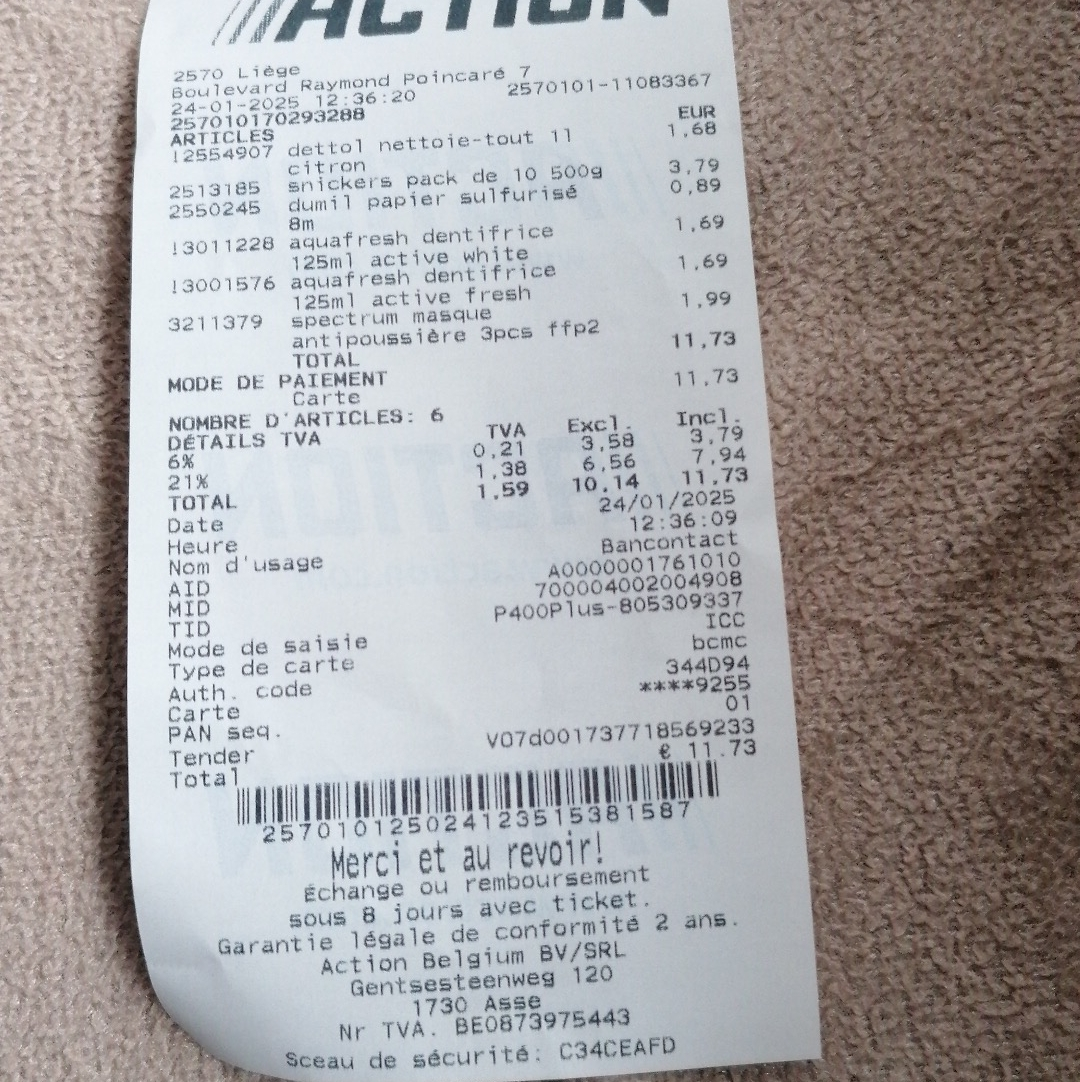 ACTION
2570 Liège
Boulevard Raymond Poincaré 7
24-01-2025 12:36:20 2570101-11083367
257010170293288
ARTICLES EUR
!2554907 dettol nettoie-tout 1l 1,68
citron
2513185 snickers pack de 10 500g 3,79
2550245 dumil papier sulfurisé 0,89
8m
!3011228 aquafresh dentifrice 1,69
125ml active white
!3001576 aquafresh dentifrice 1,69
125ml active fresh
3211379 spectrum masque 1,99
antipoussière 3pcs ffp2
TOTAL 11,73
MODE DE PAIEMENT
Carte 11,73
NOMBRE D'ARTICLES: 6
DÉTAILS TVA TVA Excl. Incl.
6% 0,21 3,58 3,79
21% 1,38 6,56 7,94
TOTAL 1,59 10,14 11,73
Date 24/01/2025
Heure 12:36:09
Nom d'usage Bancontact
AID A0000001761010
MID 700004002004908
TID P400Plus-805309337
Mode de saisie ICC
Type de carte bcmc
Auth. code 344D94
Carte ****9255
PAN seq. 01
Tender V07d001737718569233
Total € 11.73
257010125024123515381587
Merci et au revoir!
Échange ou remboursement
sous 8 jours avec ticket.
Garantie légale de conformité 2 ans.
Action Belgium BV/SRL
Gentsesteenweg 120
1730 Asse
Nr TVA. BE0873975443
Sceau de sécurité: C34CEAFD